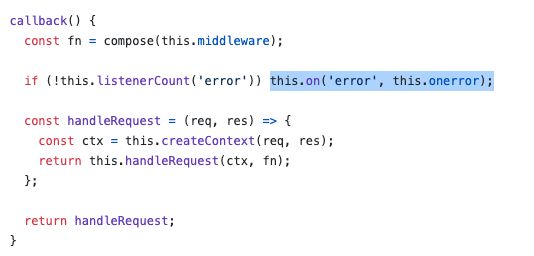 callback() {
  const fn = compose(this.middleware);

  if (!this.listenerCount('error')) this.on('error', this.onerror);

  const handleRequest = (req, res) => {
    const ctx = this.createContext(req, res);
    return this.handleRequest(ctx, fn);
  };

  return handleRequest;
}